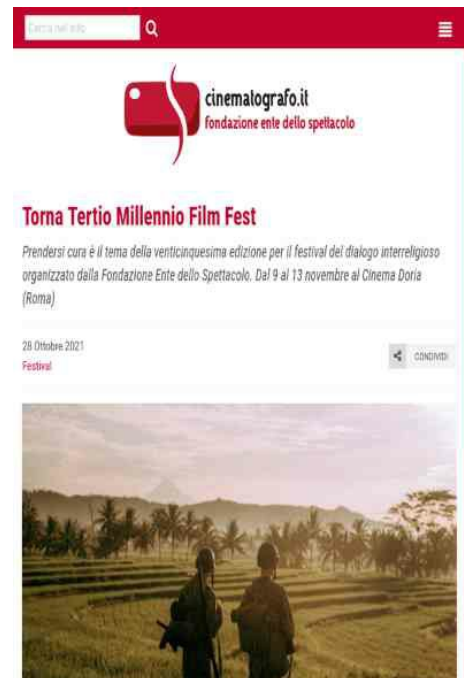 Cerca nel sito
cinematografo.it
fondazione ente dello spettacolo
Torna Tertio Millennio Film Fest
Prendersi cura è il tema della venticinquesima edizione per il festival del dialogo interreligioso
organizzato dalla Fondazione Ente dello Spettacolo. Dal 9 al 13 novembre al Cinema Doria
(Roma)
28 Ottobre 2021
CONDIVIDI
Festival